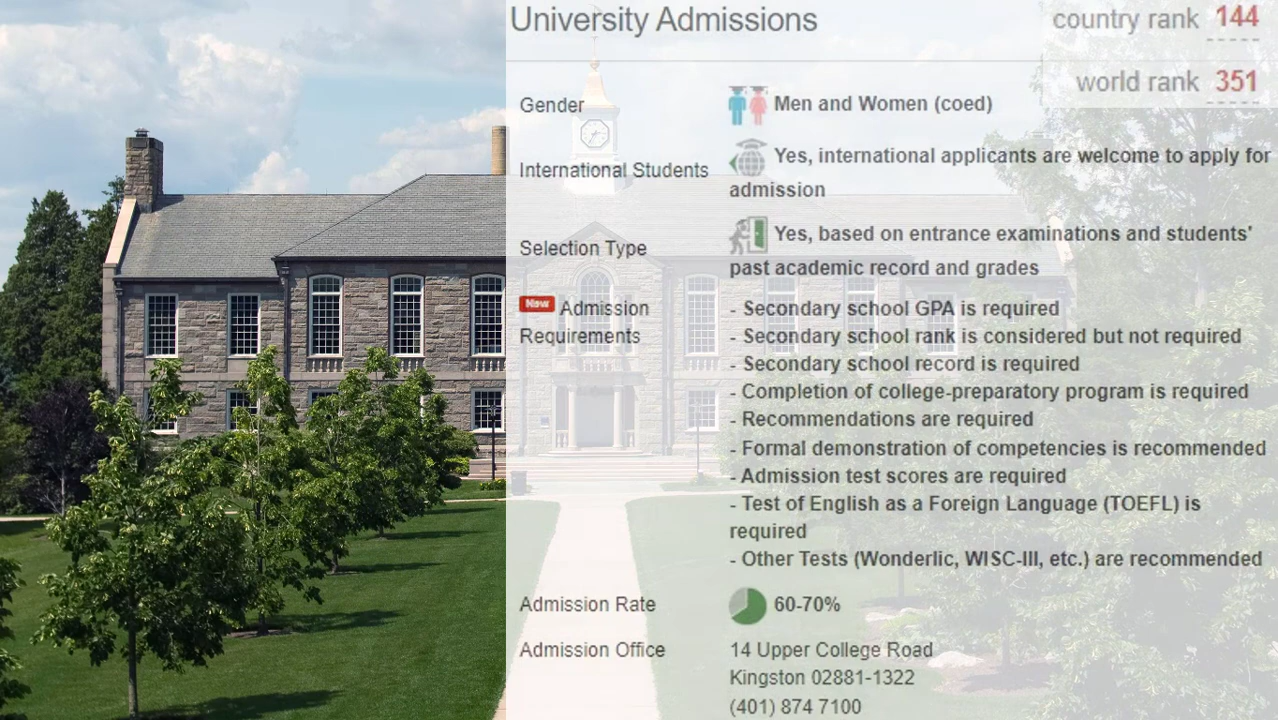 University Admissions
country rank 144
world rank 351
Gender
Men and Women (coed)
International Students
Yes, international applicants are welcome to apply for
admission
Selection Type
Yes, based on entrance examinations and students'
past academic record and grades
New Admission
Requirements
- Secondary school GPA is required
- Secondary school rank is considered but not required
- Secondary school record is required
- Completion of college-preparatory program is required
- Recommendations are required
- Formal demonstration of competencies is recommended
- Admission test scores are required
- Test of English as a Foreign Language (TOEFL) is
required
- Other Tests (Wonderlic, WISC-III, etc.) are recommended
Admission Rate
60-70%
Admission Office
14 Upper College Road
Kingston 02881-1322
(401) 874 7100